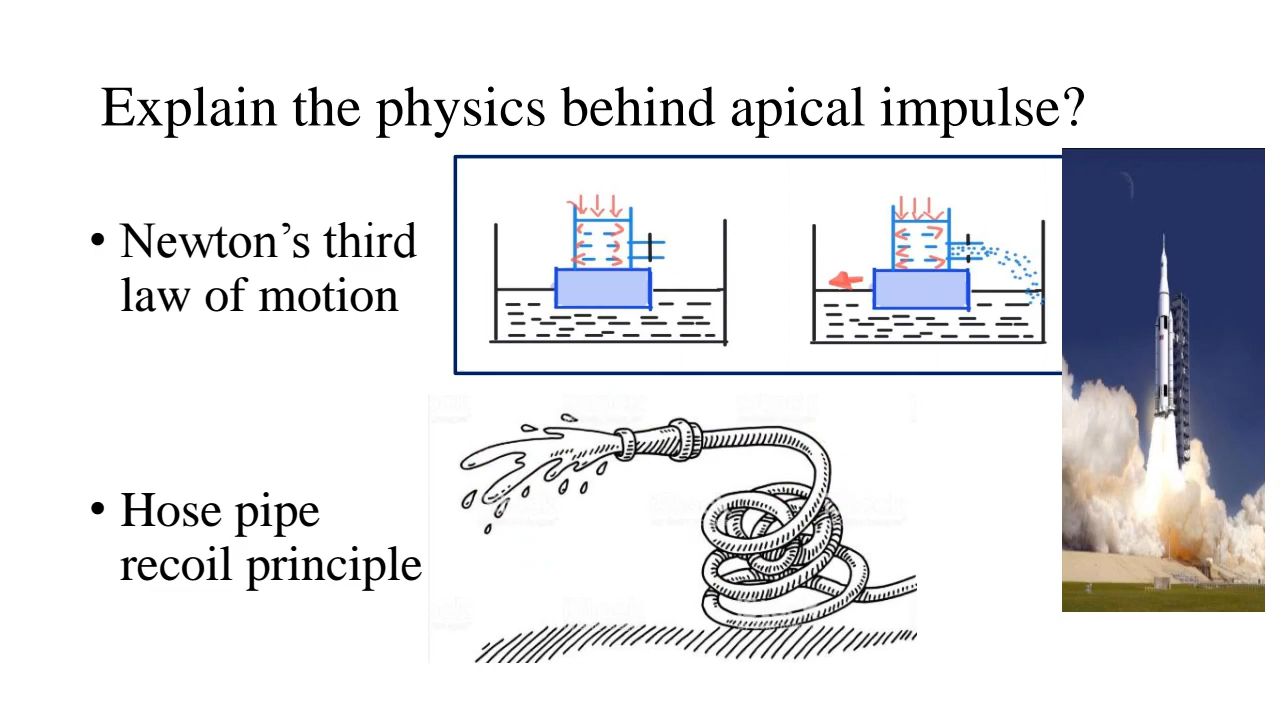 Explain the physics behind apical impulse?
• Newton’s third
law of motion
• Hose pipe
recoil principle